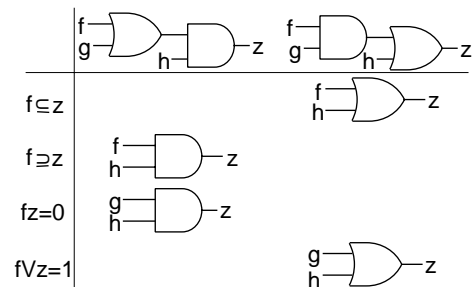 f g h z f g h z
f⊆z f h z
f⊇z f h z
fz=0 g h z
fVz=1 g h z